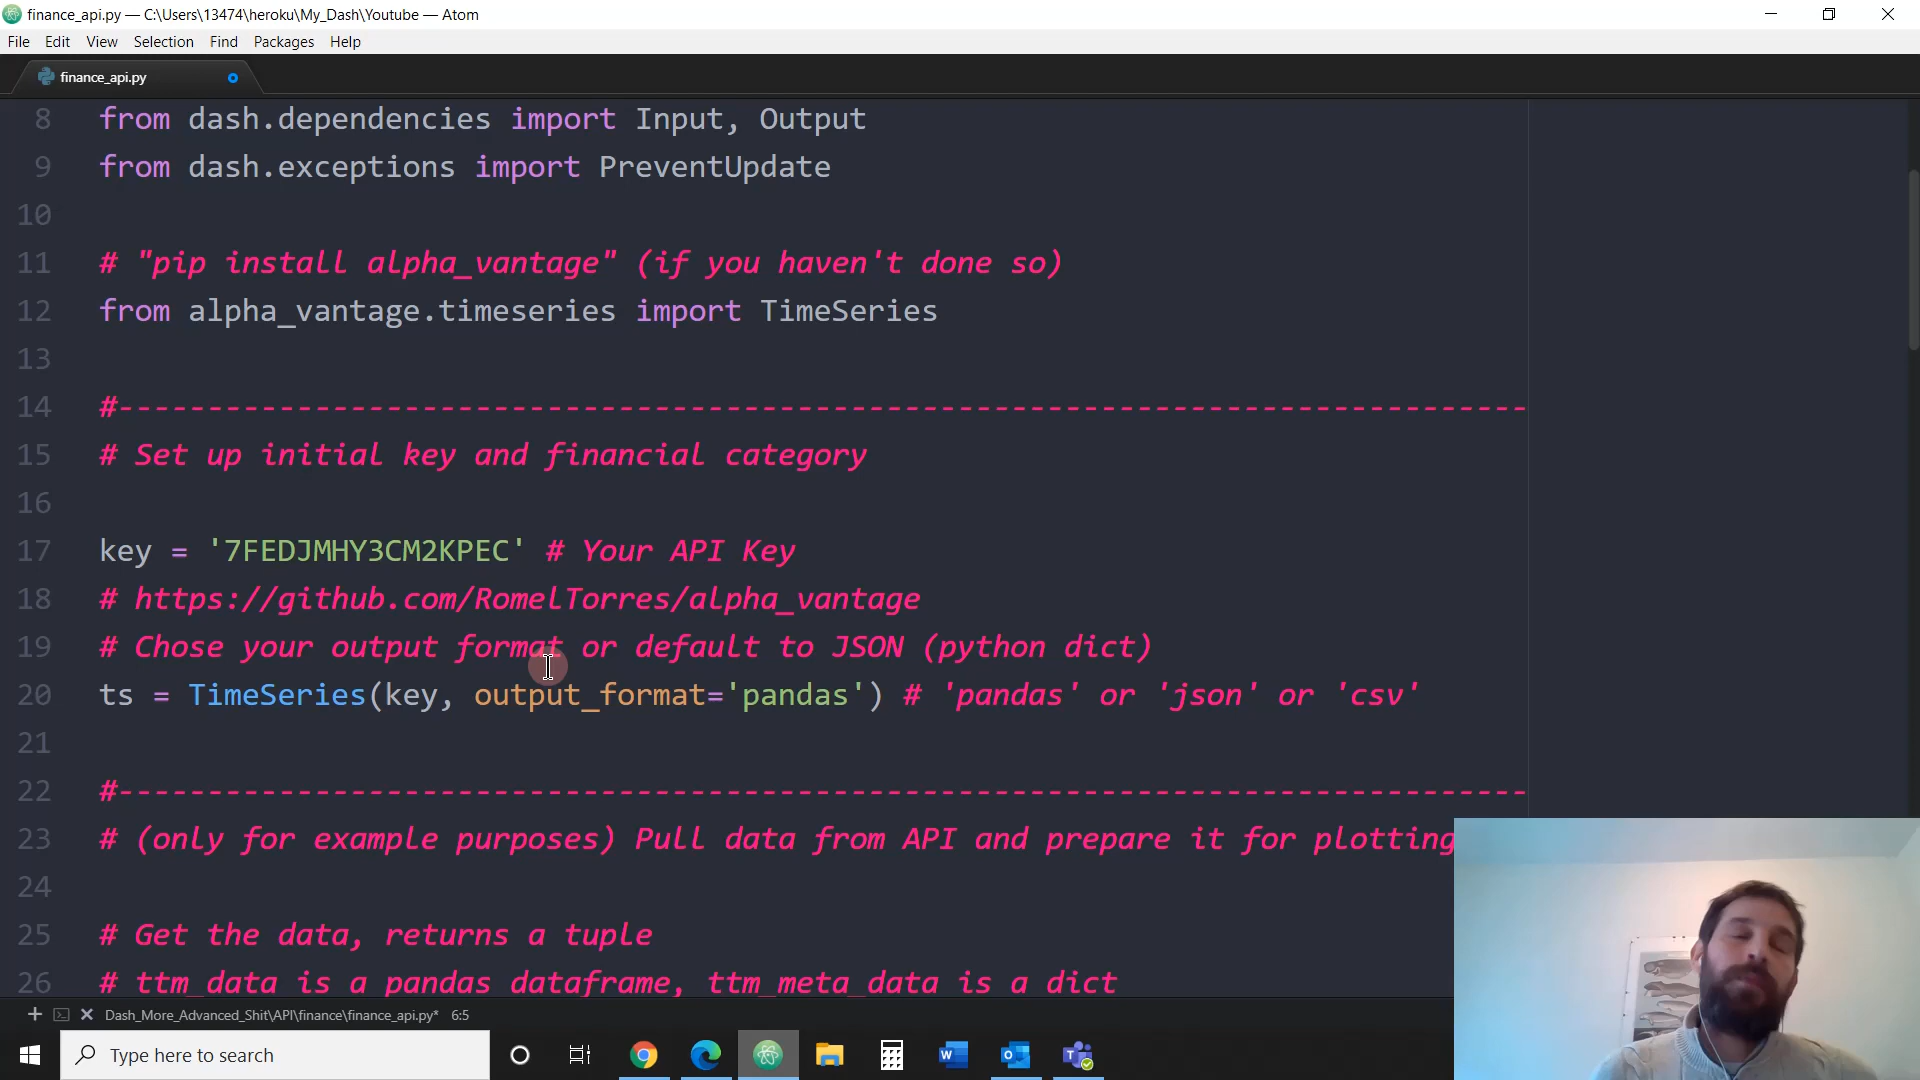 finance_api.py — C:\Users\13474\heroku\My_Dash\Youtube — Atom
File Edit View Selection Find Packages Help
finance_api.py
8 from dash.dependencies import Input, Output
9 from dash.exceptions import PreventUpdate
10
11 # "pip install alpha_vantage" (if you haven't done so)
12 from alpha_vantage.timeseries import TimeSeries
13
14 #-------------------------------------------------------------------------------
15 # Set up initial key and financial category
16
17 key = '7FEDJMHY3CM2KPEC' # Your API Key
18 # https://github.com/RomelTorres/alpha_vantage
19 # Chose your output format or default to JSON (python dict)
20 ts = TimeSeries(key, output_format='pandas') # 'pandas' or 'json' or 'csv'
21
22 #-------------------------------------------------------------------------------
23 # (only for example purposes) Pull data from API and prepare it for plotting
24
25 # Get the data, returns a tuple
26 # ttm_data is a pandas dataframe, ttm_meta_data is a dict
Dash_More_Advanced_Shit\API\finance\finance_api.py* 6:5
Type here to search